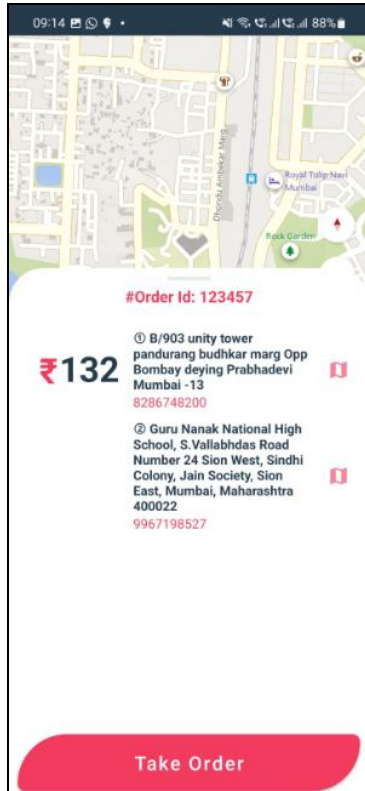 09:14
88%
Dhondu Ambekar Marg
Royal Tulip Navi
Mumbai
Rock Garden
#Order Id: 123457
₹132
① B/903 unity tower
pandurang budhkar marg Opp
Bombay deying Prabhadevi
Mumbai -13
8286748200
② Guru Nanak National High
School, S.Vallabhdas Road
Number 24 Sion West, Sindhi
Colony, Jain Society, Sion
East, Mumbai, Maharashtra
400022
9967198527
Take Order